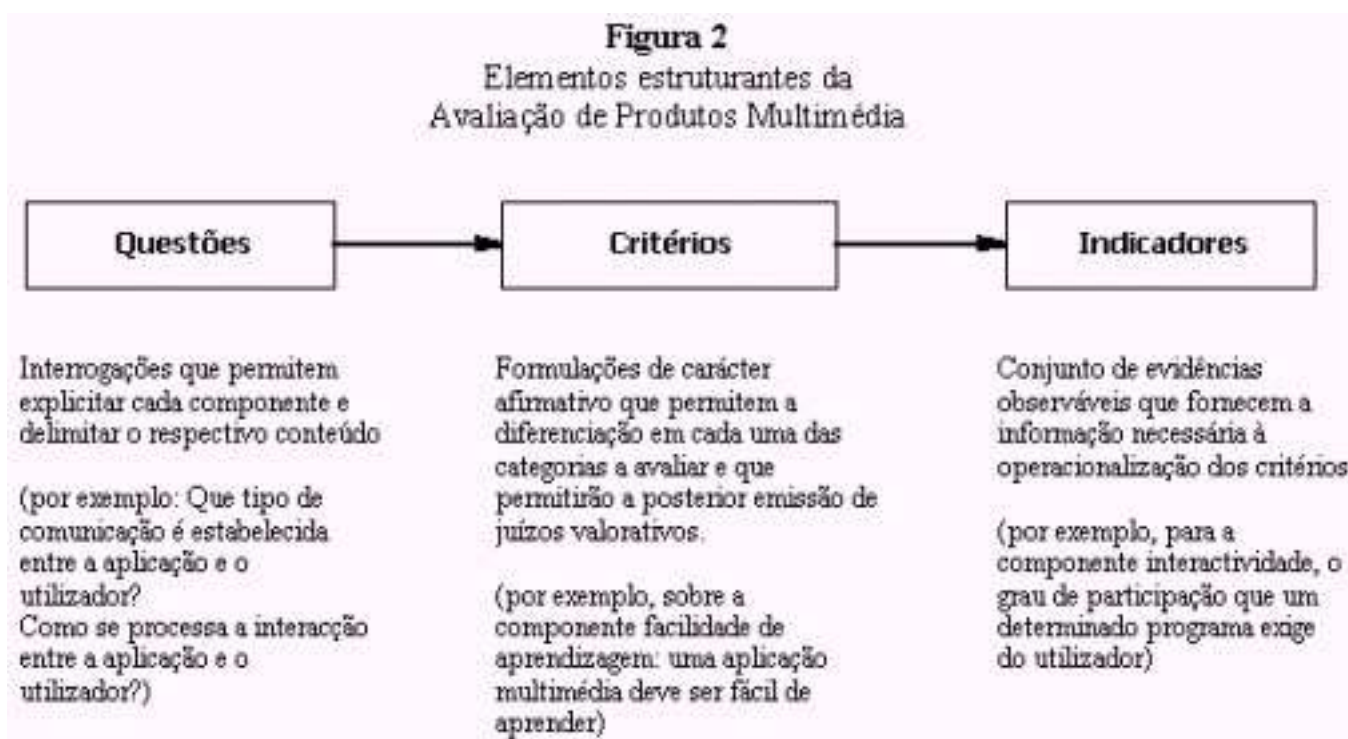 Figura 2
Elementos estruturantes da
Avaliação de Produtos Multimédia
Questões
Critérios
Indicadores
Interrogações que permitem
explicitar cada componente e
delimitar o respectivo conteúdo
(por exemplo: Que tipo de
comunicação é estabelecida
entre a aplicação e o
utilizador?
Como se processa a interacção
entre a aplicação e o
utilizador?)
Formulações de carácter
afirmativo que permitem a
diferenciação em cada uma das
categorias a avaliar e que
permitirão a posterior emissão de
juízos valorativos.
(por exemplo, sobre a
componente facilidade de
aprendizagem: uma aplicação
multimédia deve ser fácil de
aprender)
Conjunto de evidências
observáveis que fornecem a
informação necessária à
operacionalização dos critérios
(por exemplo, para a
componente interactividade, o
grau de participação que um
determinado programa exige
do utilizador)